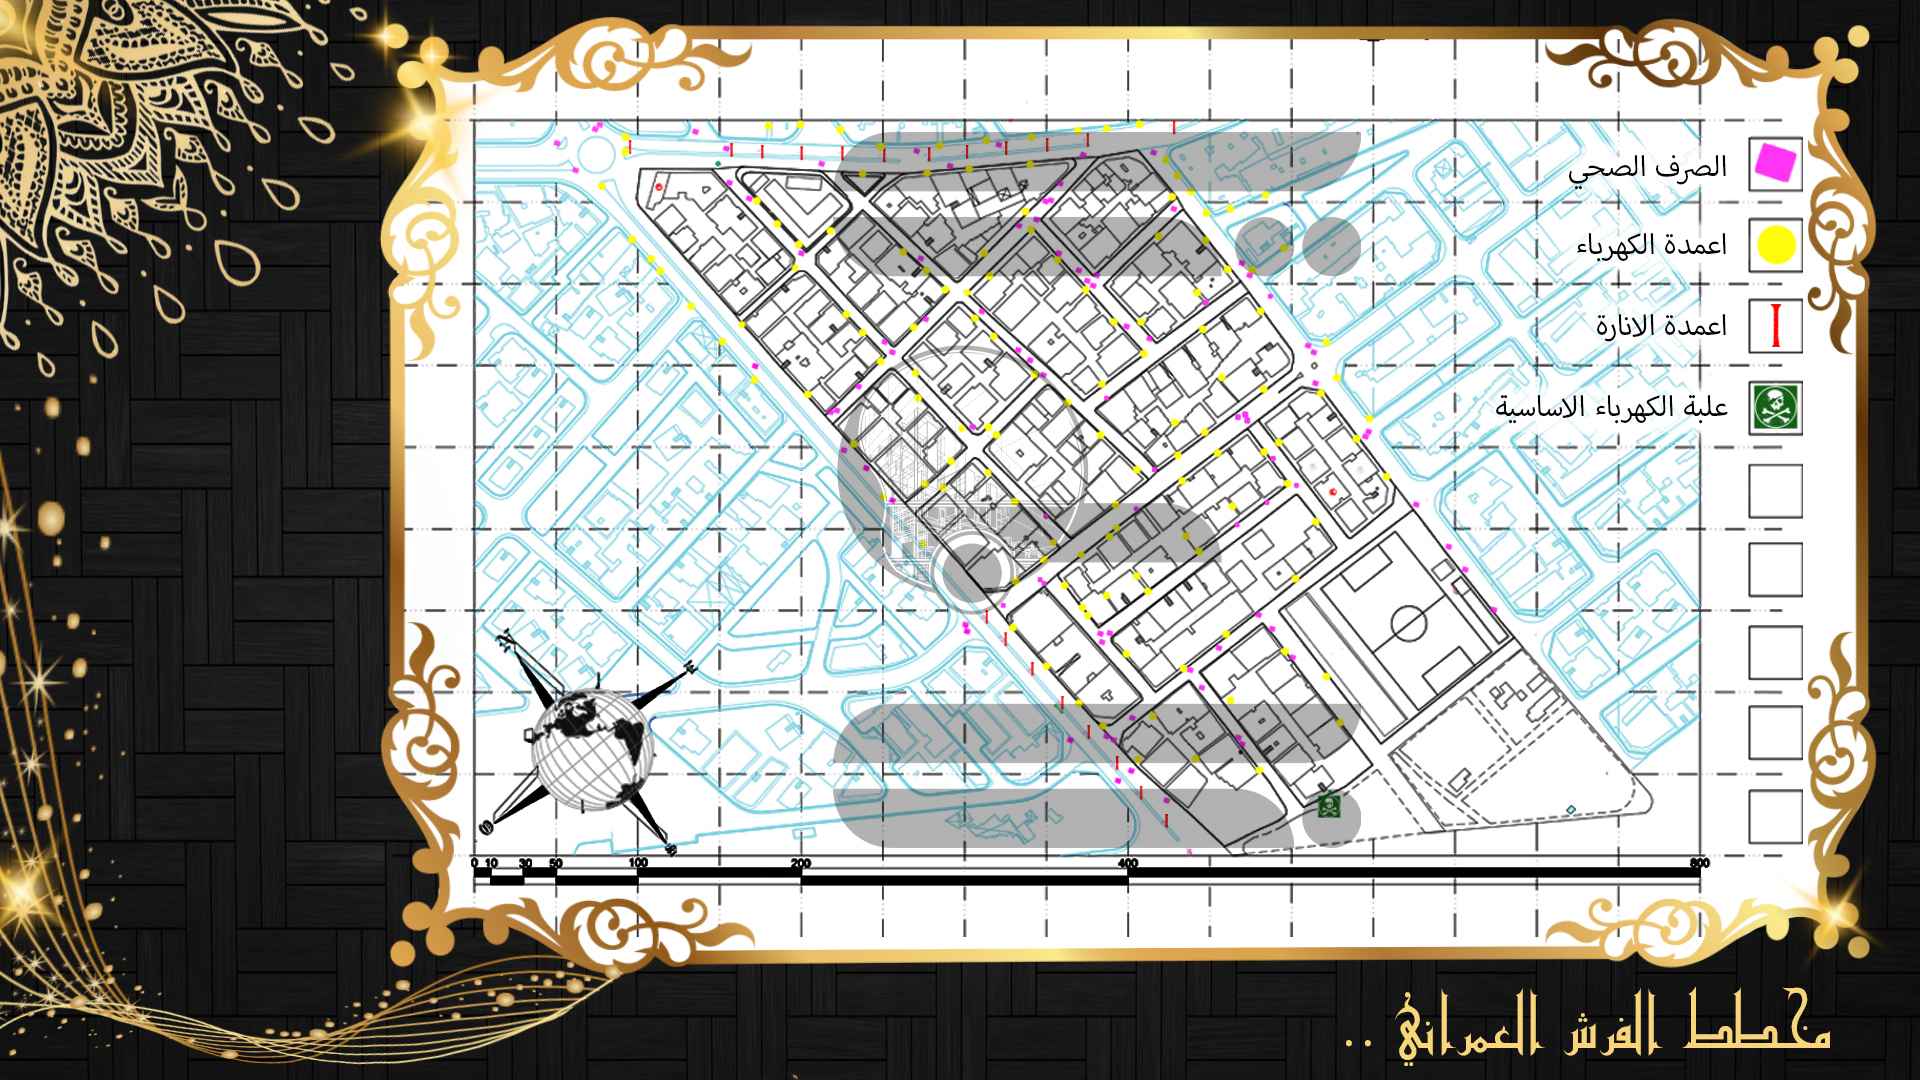 الصرف الصحي
اعمدة الكهرباء
اعمدة الانارة
علبة الكهرباء الاساسية
0 10 30 50 100 200 400 800
مخطط الفرش العمراني ..